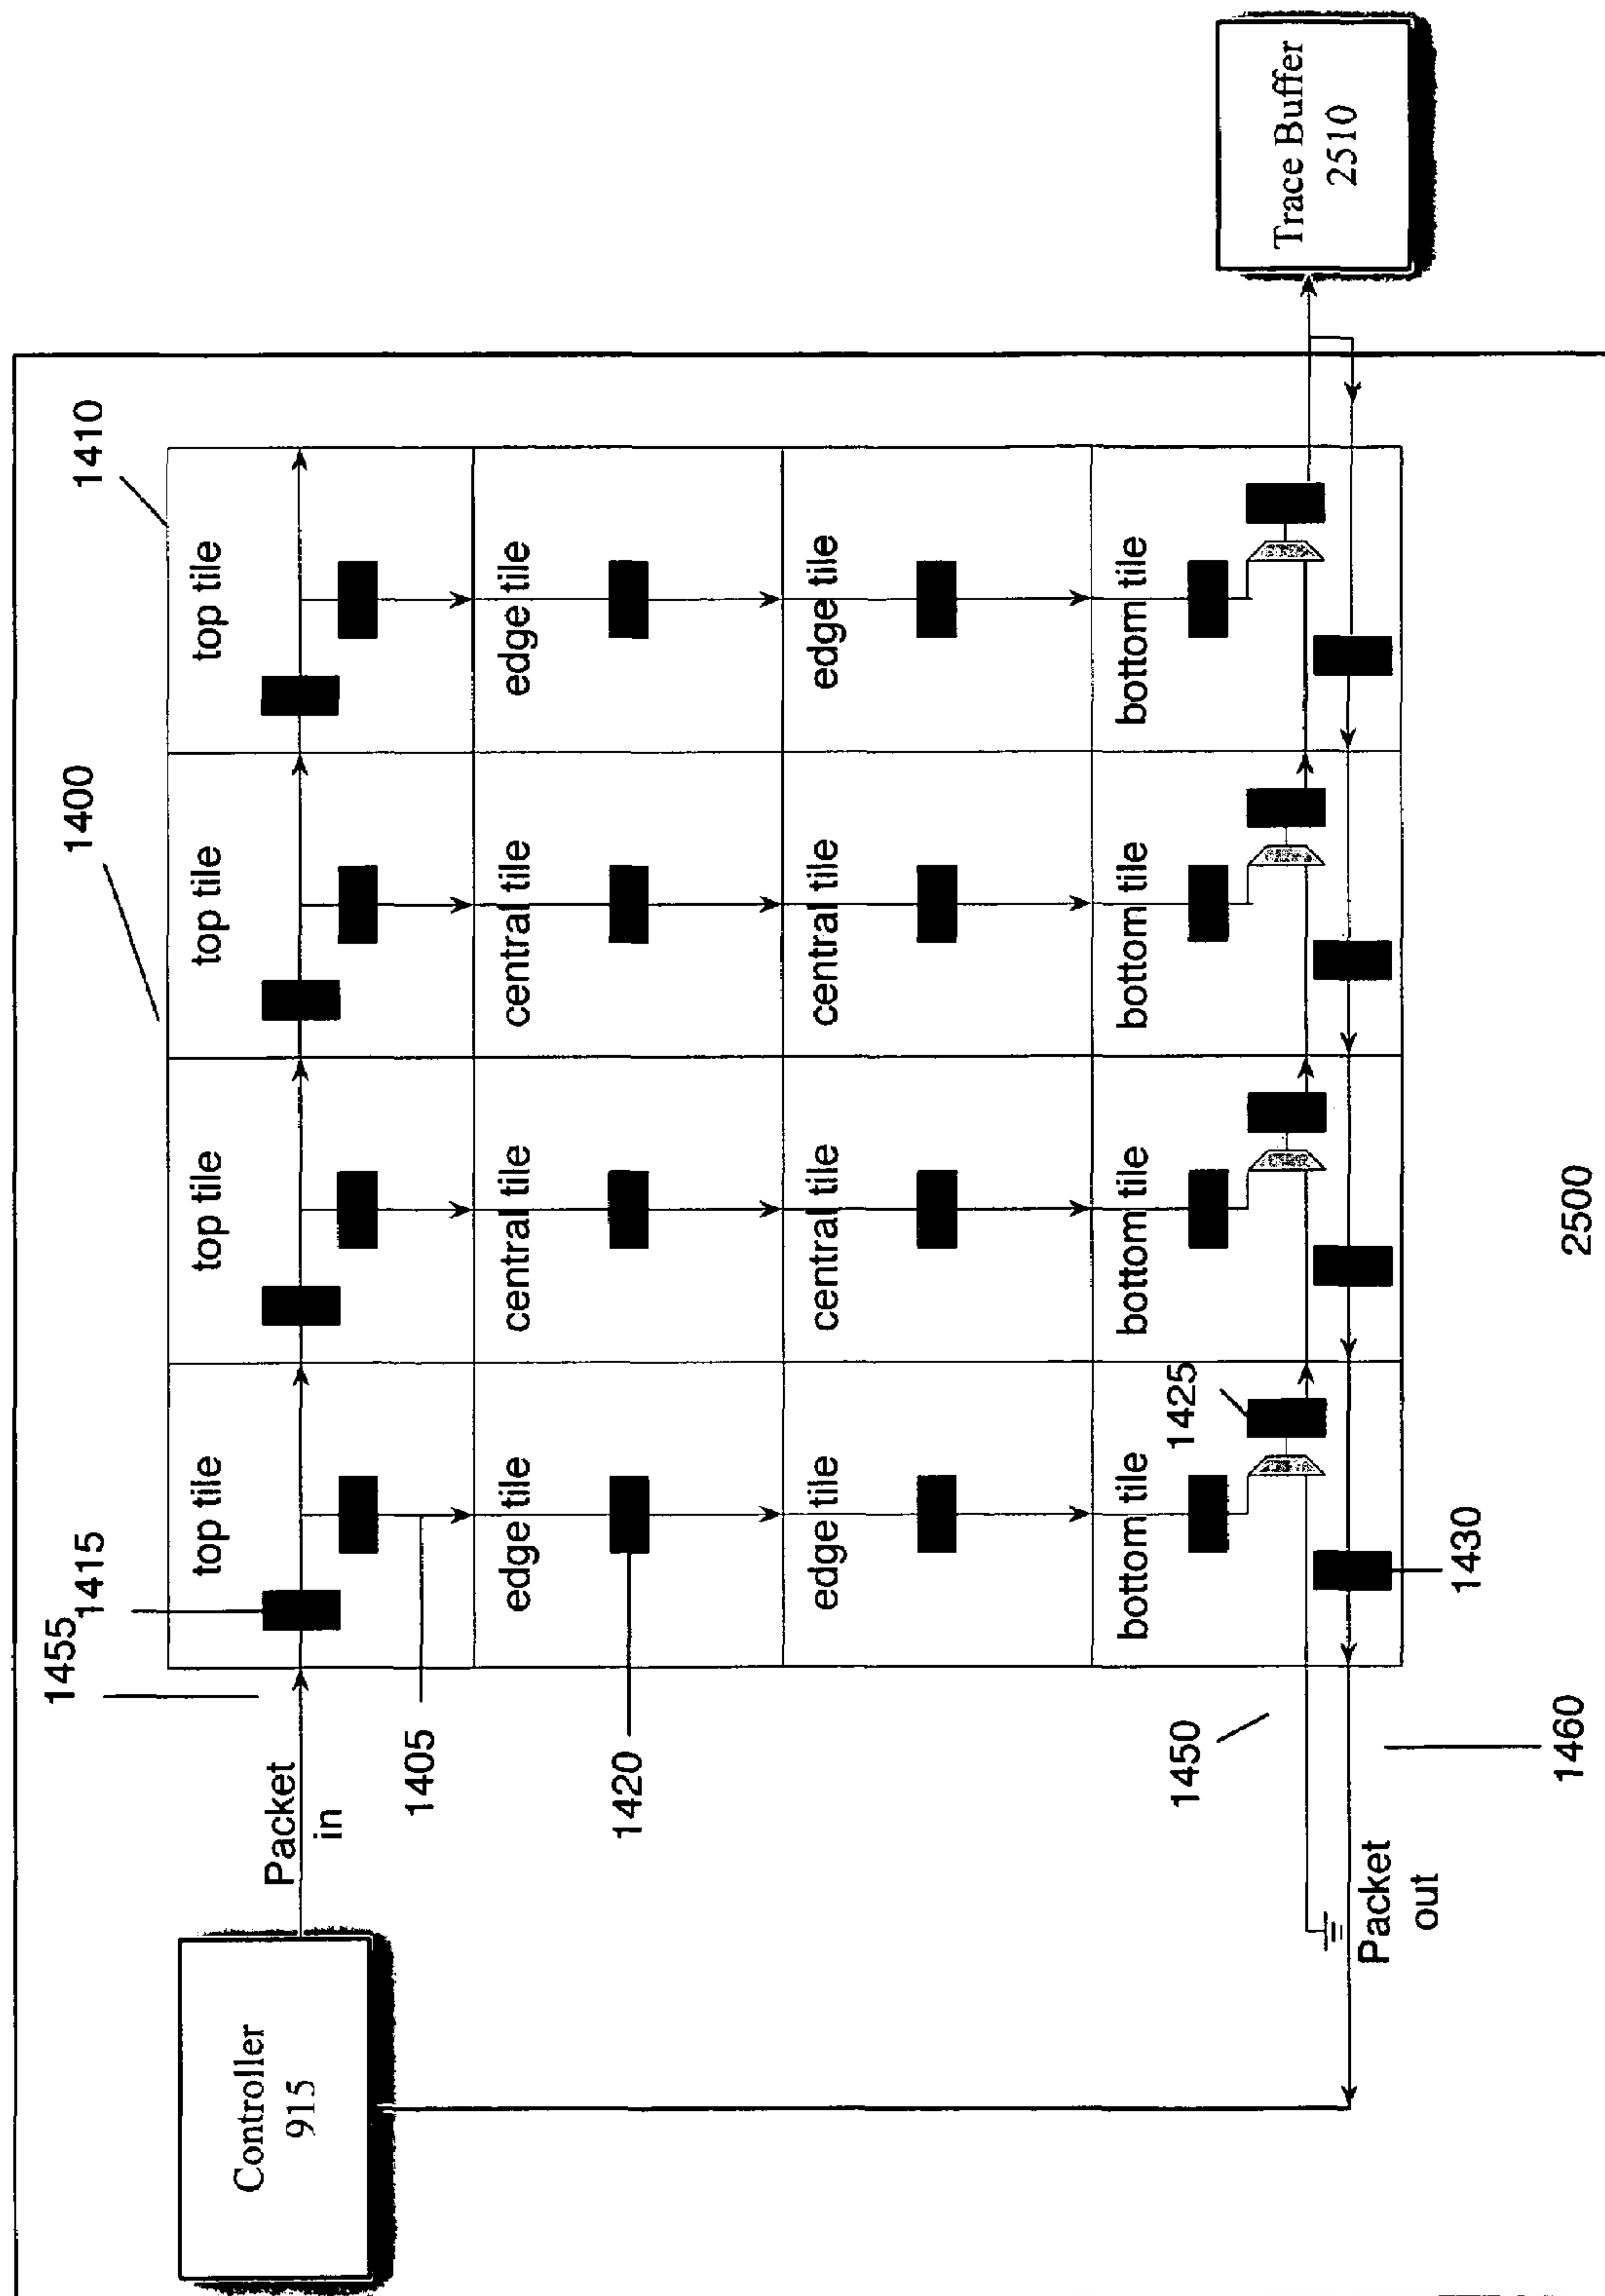 1455
1415
1400
1410
top tile
top tile
top tile
top tile
Controller
915
Packet
in
1405
edge tile
central tile
central tile
edge tile
1420
edge tile
central tile
central tile
edge tile
bottom tile
bottom tile
bottom tile
bottom tile
1425
1450
Trace Buffer
2510
Packet
out
1430
1460
2500